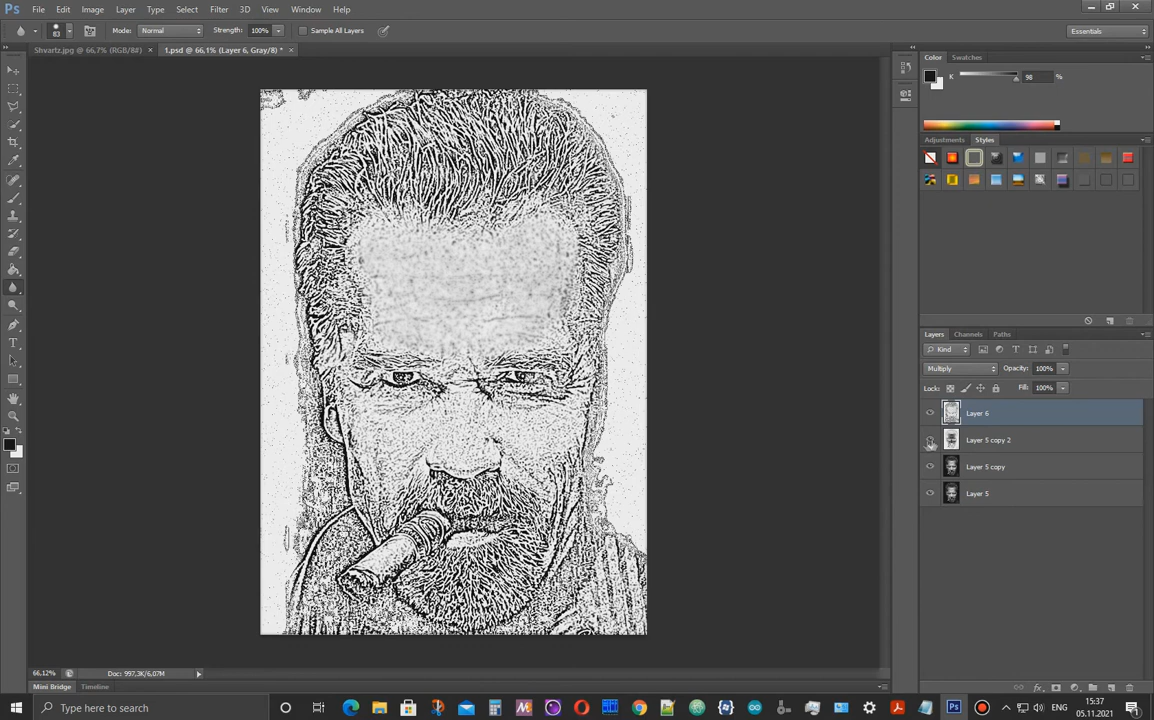 Ps File Edit Image Layer Type Select Filter 3D View Window Help
83 Mode: Normal Strength: 100% Sample All Layers Essentials
Shvartz.jpg @ 66,7% (RGB/8#) × 1.psd @ 66,1% (Layer 6, Gray/8) * ×
Color Swatches
K 98 %
Adjustments Styles
Layers Channels Paths
Kind
Multiply Opacity: 100%
Lock: Fill: 100%
Layer 6
Layer 5 copy 2
Layer 5 copy
Layer 5
66,12% Doc: 997,3K/6,07M
Mini Bridge Timeline
Type here to search
ENG
15:37
05.11.2021
1